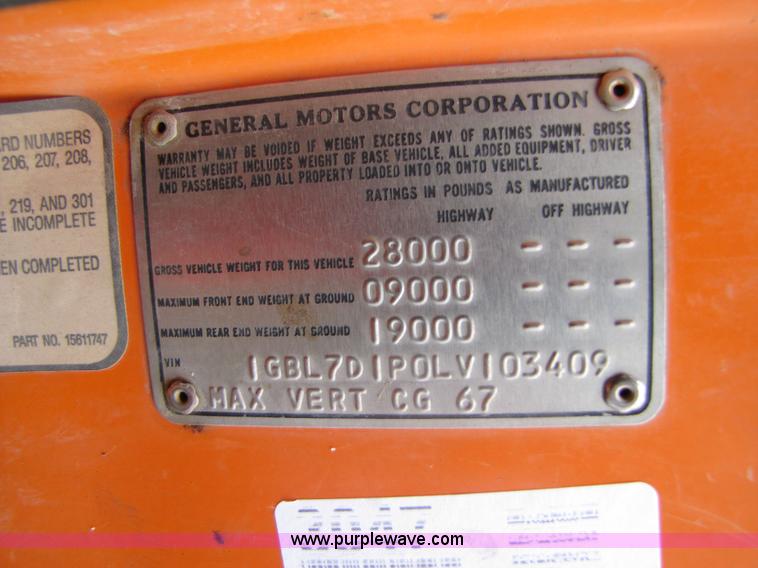 ARD NUMBERS
206, 207, 208,
, 219, AND 301
E INCOMPLETE
EN COMPLETED
PART NO. 15611747
GENERAL MOTORS CORPORATION
WARRANTY MAY BE VOIDED IF WEIGHT EXCEEDS ANY OF RATINGS SHOWN. GROSS
VEHICLE WEIGHT INCLUDES WEIGHT OF BASE VEHICLE, ALL ADDED EQUIPMENT, DRIVER
AND PASSENGERS, AND ALL PROPERTY LOADED INTO OR ONTO VEHICLE.
RATINGS IN POUNDS AS MANUFACTURED
HIGHWAY OFF HIGHWAY
GROSS VEHICLE WEIGHT FOR THIS VEHICLE 28000 - - -
MAXIMUM FRONT END WEIGHT AT GROUND 09000 - - -
MAXIMUM REAR END WEIGHT AT GROUND 19000 - - -
VIN 1GBL7D1P0LV103409
MAX VERT CG 67
www.purplewave.com